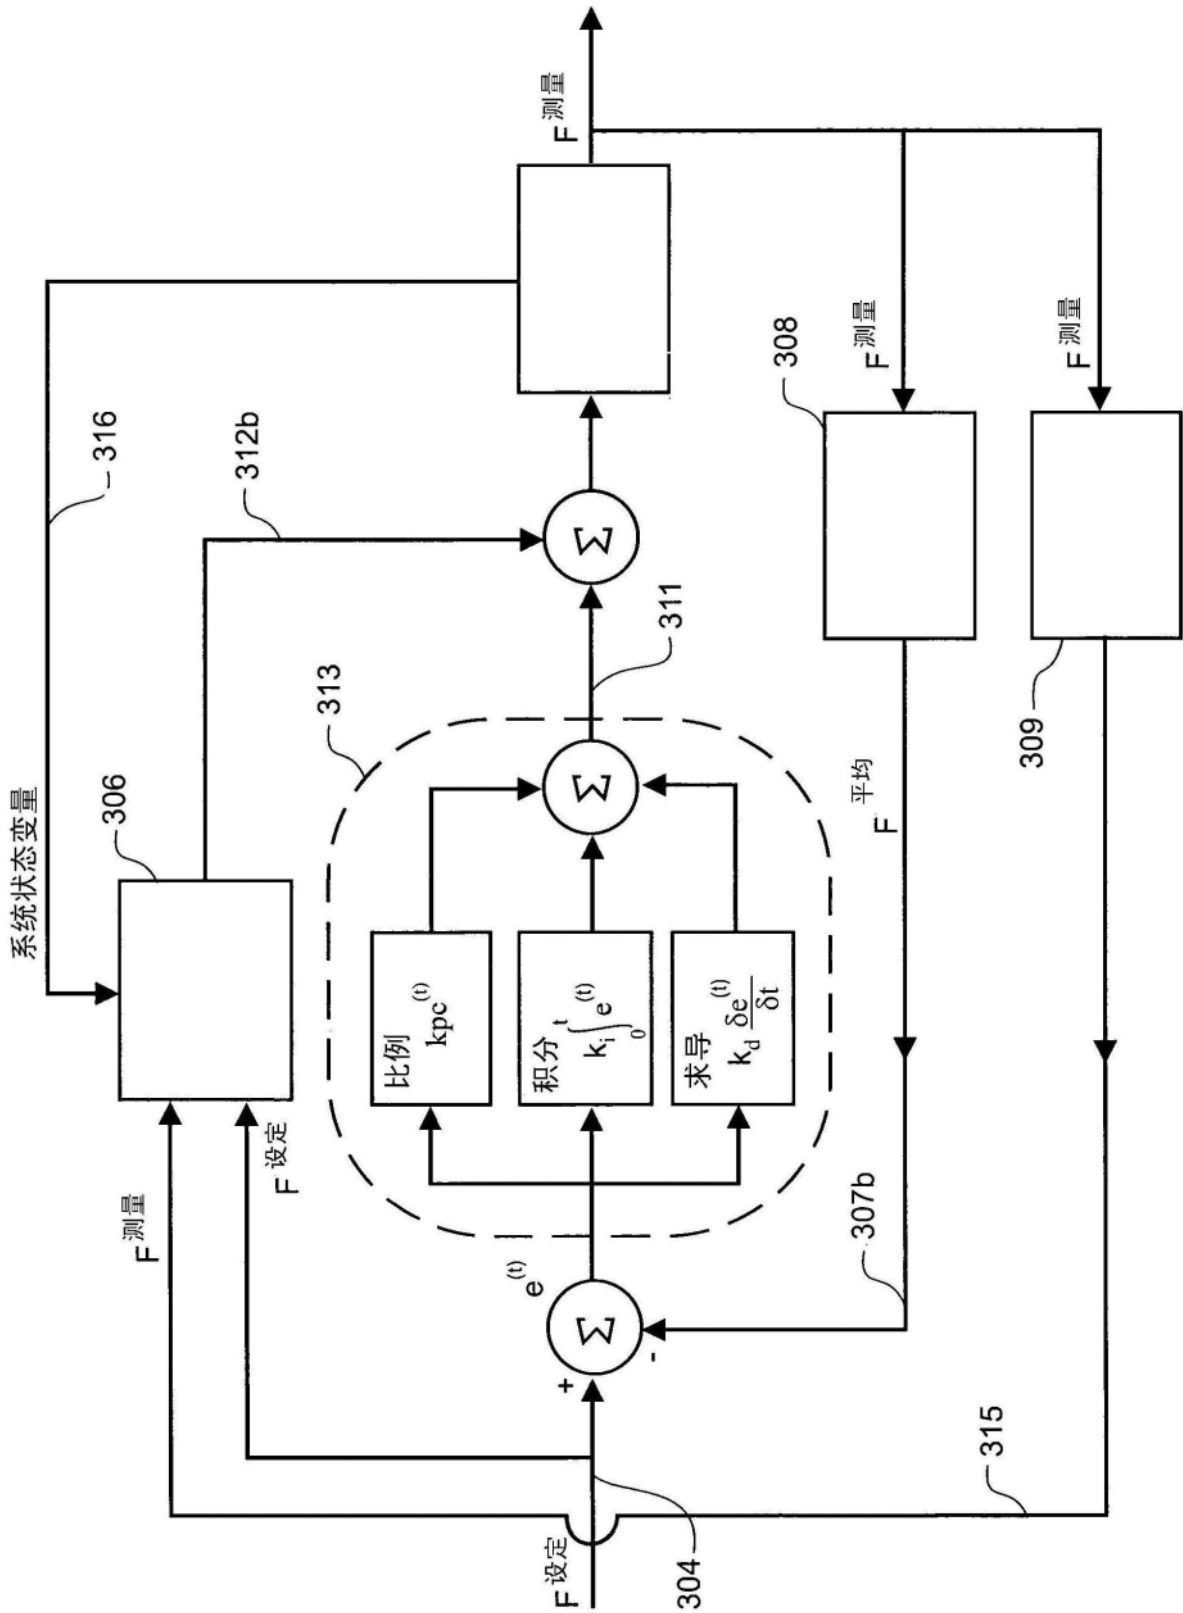 系统状态变量
316
306
312b
F测量
F设定
313
比例
kpc(t)
积分
ki∫0t e(t)
求导
kd δe(t)/δt
e(t)
Σ
Σ
311
Σ
F测量
F设定
+
-
304
307b
F平均
308
F测量
309
F测量
315